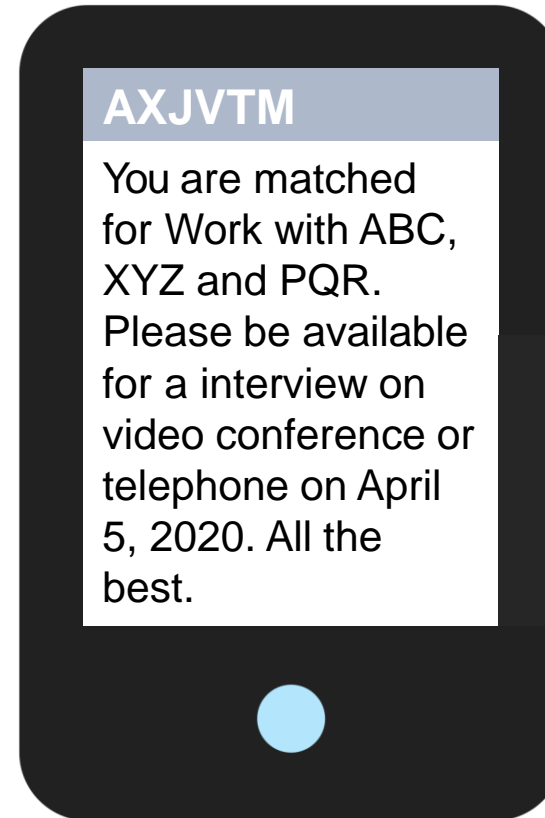 AXJVTM
You are matched
for Work with ABC,
XYZ and PQR.
Please be available
for a interview on
video conference or
telephone on April
5, 2020. All the
best.